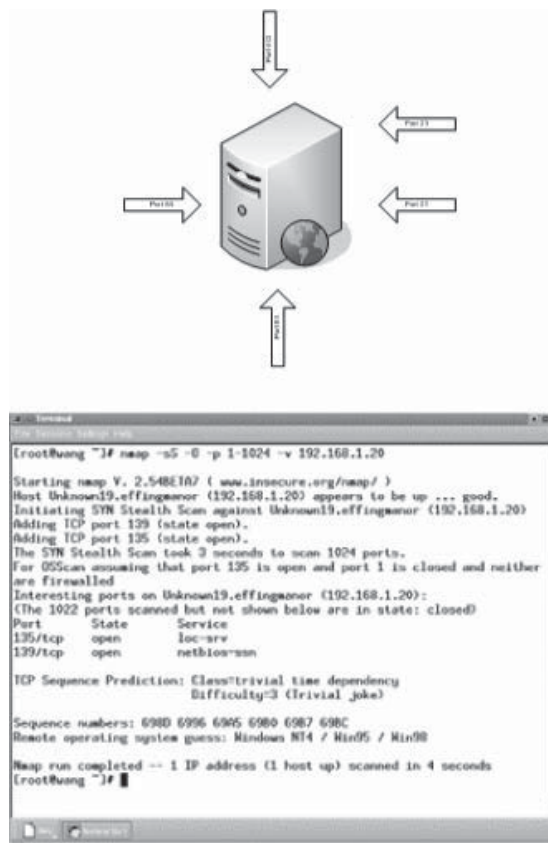 Port 23
[root@wang ~]# nmap -sS -O -p 1-1024 -v 192.168.1.20
Starting nmap V. 2.54BETA7 ( www.insecure.org/nmap/ )
Host Unknown19.effingmanor (192.168.1.20) appears to be up ... good.
Initiating SYN Stealth Scan against Unknown19.effingmanor (192.168.1.20)
Adding TCP port 139 (state open).
Adding TCP port 135 (state open).
The SYN Stealth Scan took 3 seconds to scan 1024 ports.
For OSScan assuming that port 135 is open and port 1 is closed and neither
are firewalled
Interesting ports on Unknown19.effingmanor (192.168.1.20):
(The 1022 ports scanned but not shown below are in state: closed)
Port State Service
135/tcp open loc-srv
139/tcp open netbios-ssn
TCP Sequence Prediction: Class=trivial time dependency
Difficulty=3 (Trivial joke)
Sequence numbers: 698D 6996 69A5 69B0 69B7 69BC
Remote operating system guess: Windows NT4 / Win95 / Win98
Nmap run completed -- 1 IP address (1 host up) scanned in 4 seconds
[root@wang ~]#